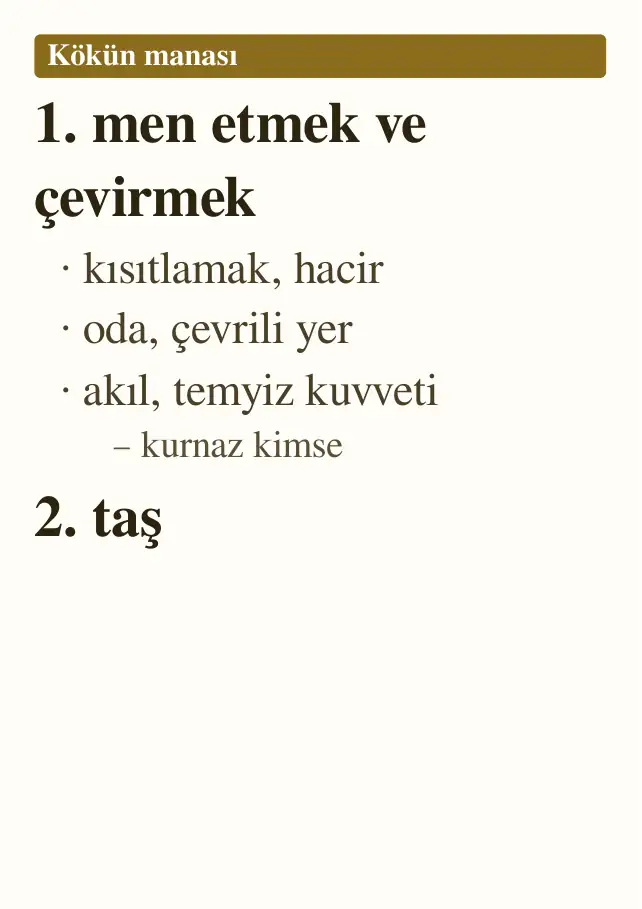 Kökün manası
1. men etmek ve
çevirmek
· kısıtlamak, hacir
· oda, çevrili yer
· akıl, temyiz kuvveti
– kurnaz kimse
2. taş